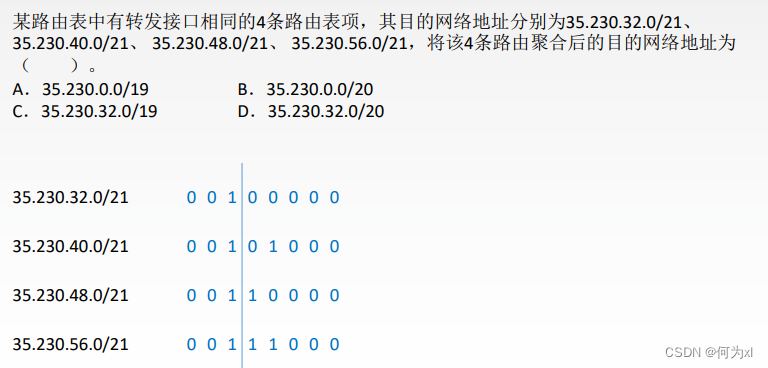 某路由表中有转发接口相同的4条路由表项，其目的网络地址分别为35.230.32.0/21、
35.230.40.0/21、 35.230.48.0/21、 35.230.56.0/21，将该4条路由聚合后的目的网络地址为
（ ）。
A．35.230.0.0/19 B．35.230.0.0/20
C．35.230.32.0/19 D．35.230.32.0/20
35.230.32.0/21 0 0 1 0 0 0 0 0
35.230.40.0/21 0 0 1 0 1 0 0 0
35.230.48.0/21 0 0 1 1 0 0 0 0
35.230.56.0/21 0 0 1 1 1 0 0 0
CSDN @何为xl